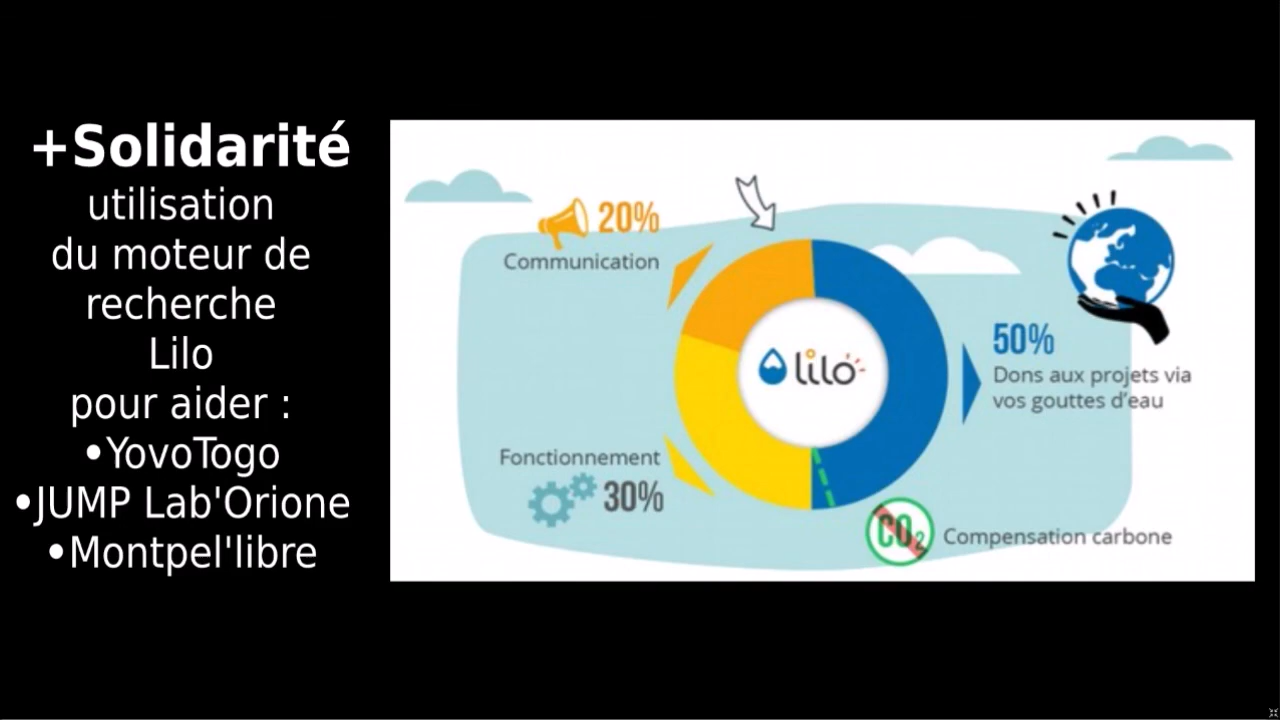 +Solidarité
utilisation
du moteur de
recherche
Lilo
pour aider :
•YovoTogo
•JUMP Lab'Orione
•Montpel'libre
20%
Communication
lilo
50%
Dons aux projets via
vos gouttes d'eau
Fonctionnement
30%
CO2
Compensation carbone